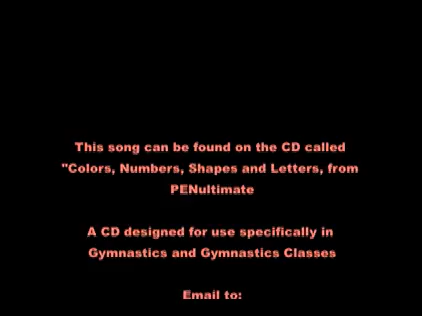 This song can be found on the CD called
"Colors, Numbers, Shapes and Letters, from
PENultimate
A CD designed for use specifically in
Gymnastics and Gymnastics Classes
Email to: